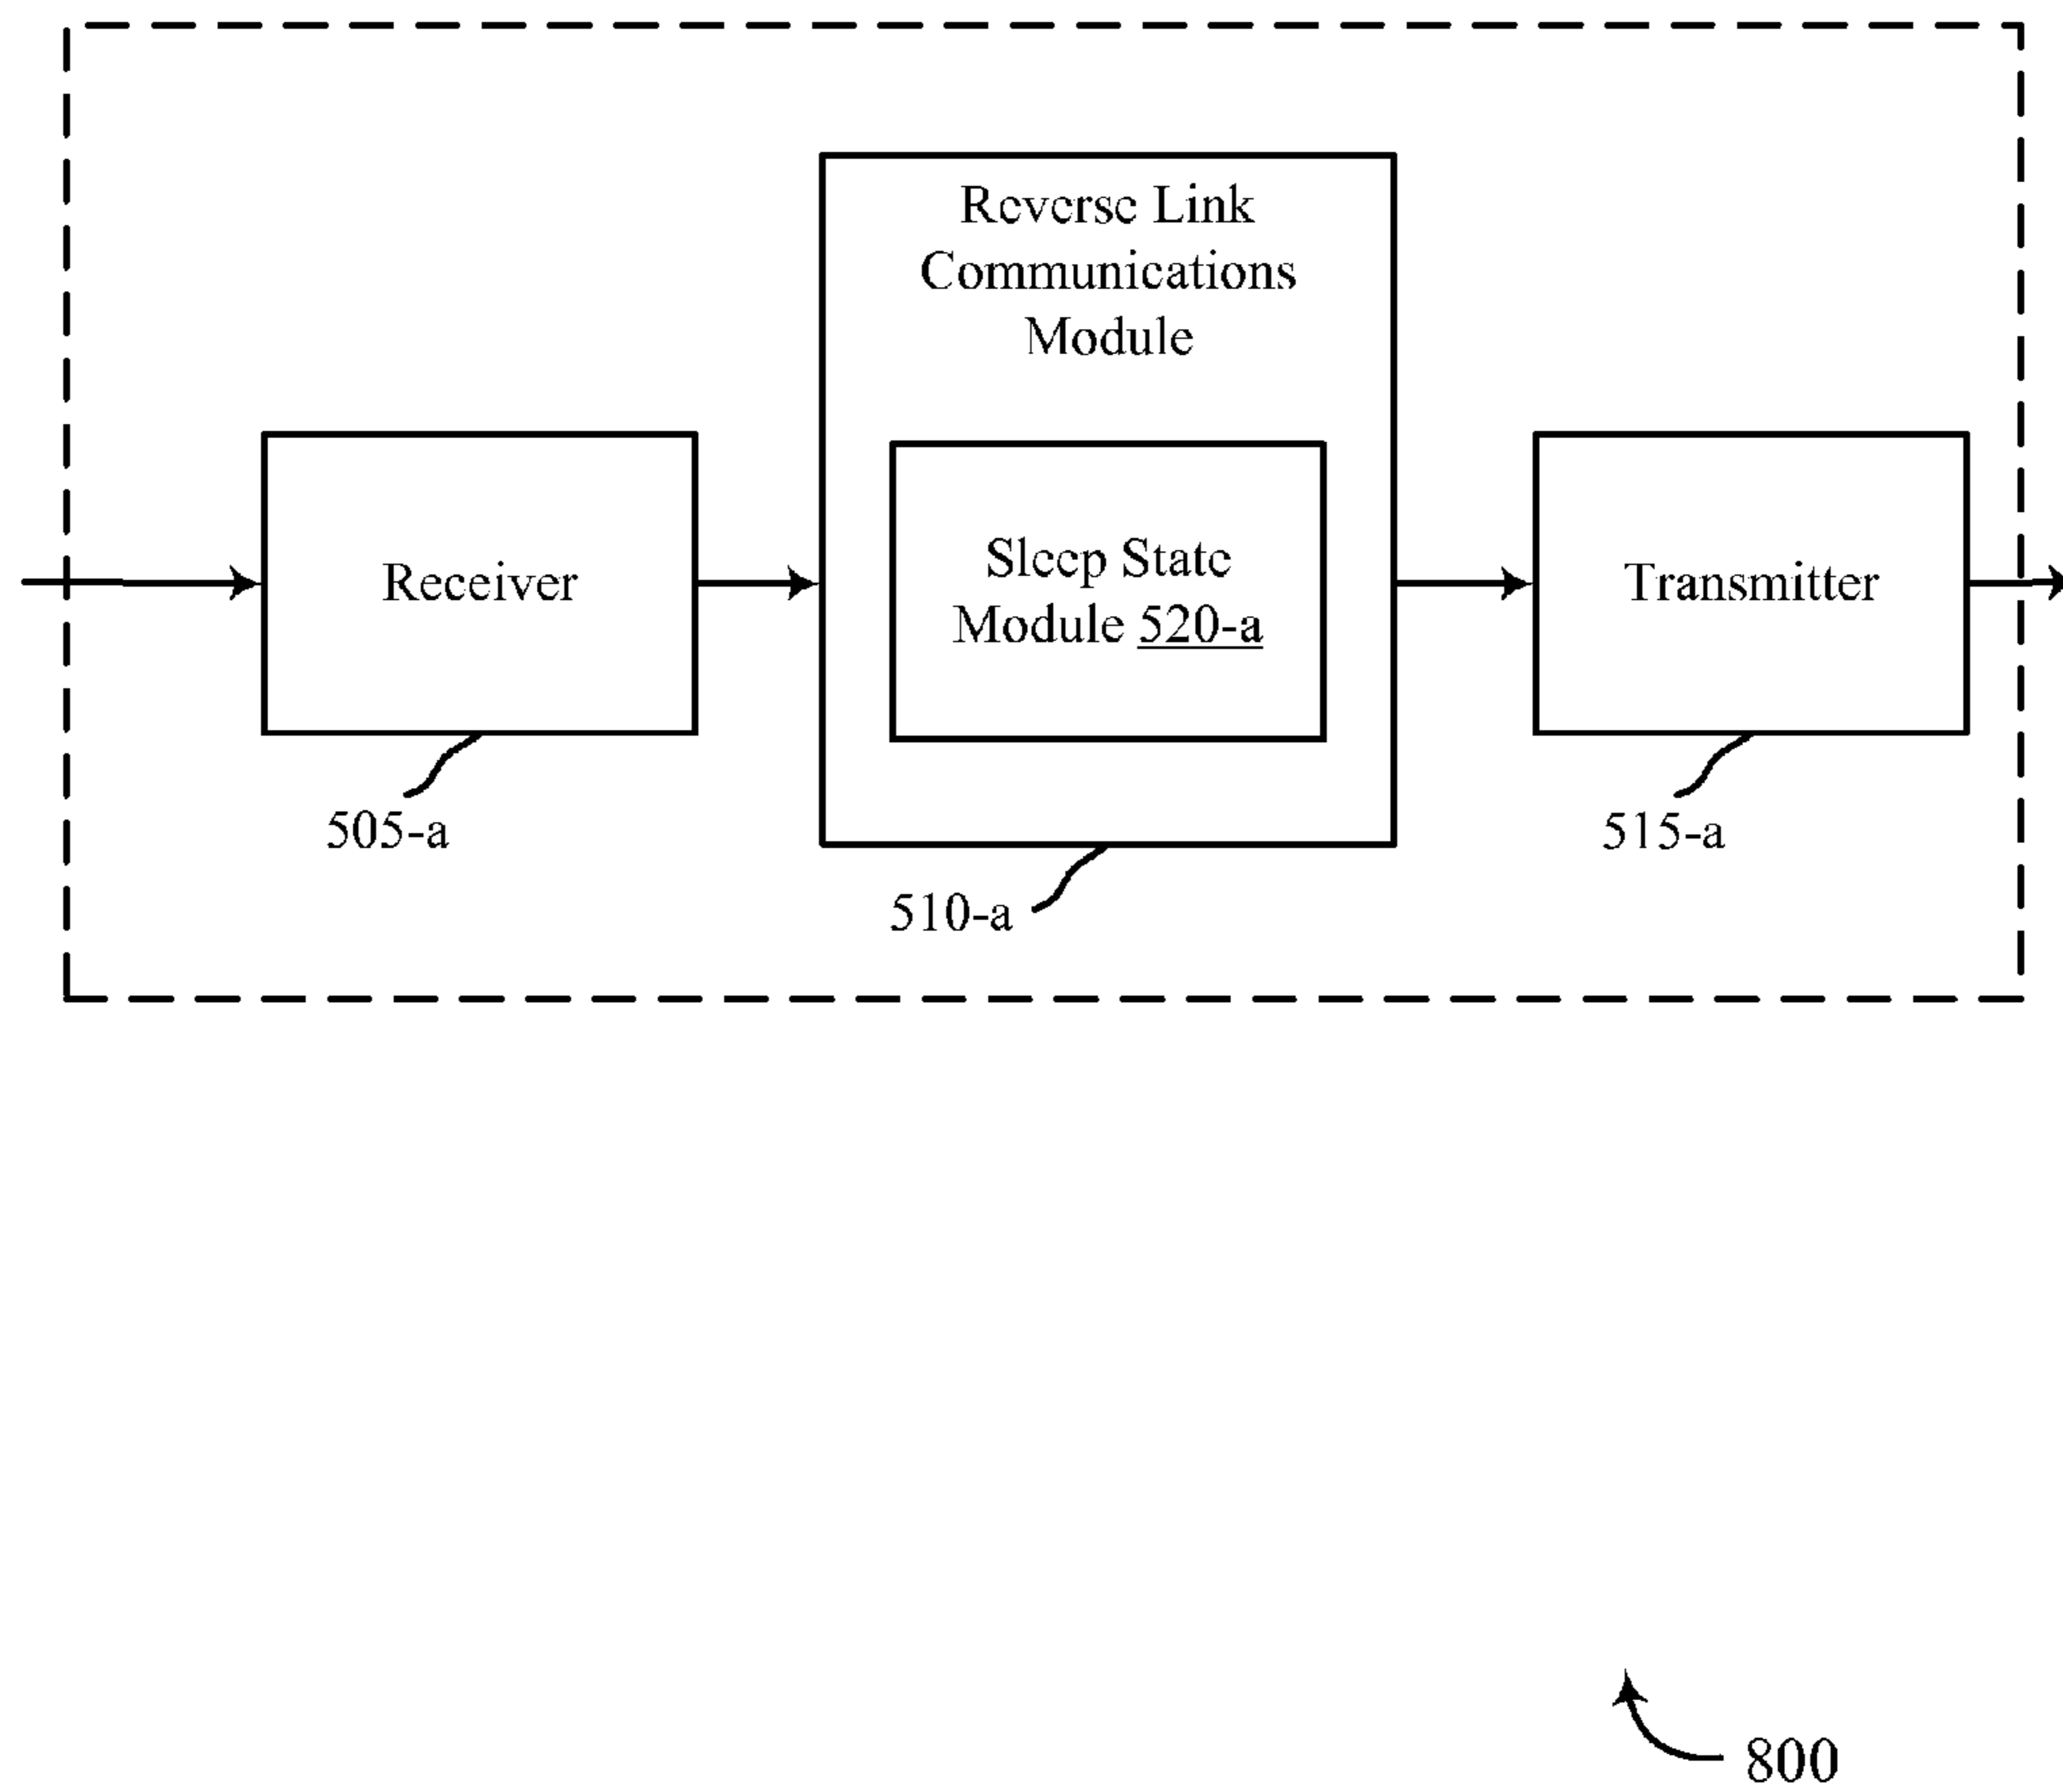 Reverse Link
Communications
Module
Receiver
Sleep State
Module 520-a
Transmitter
505-a
510-a
515-a
800